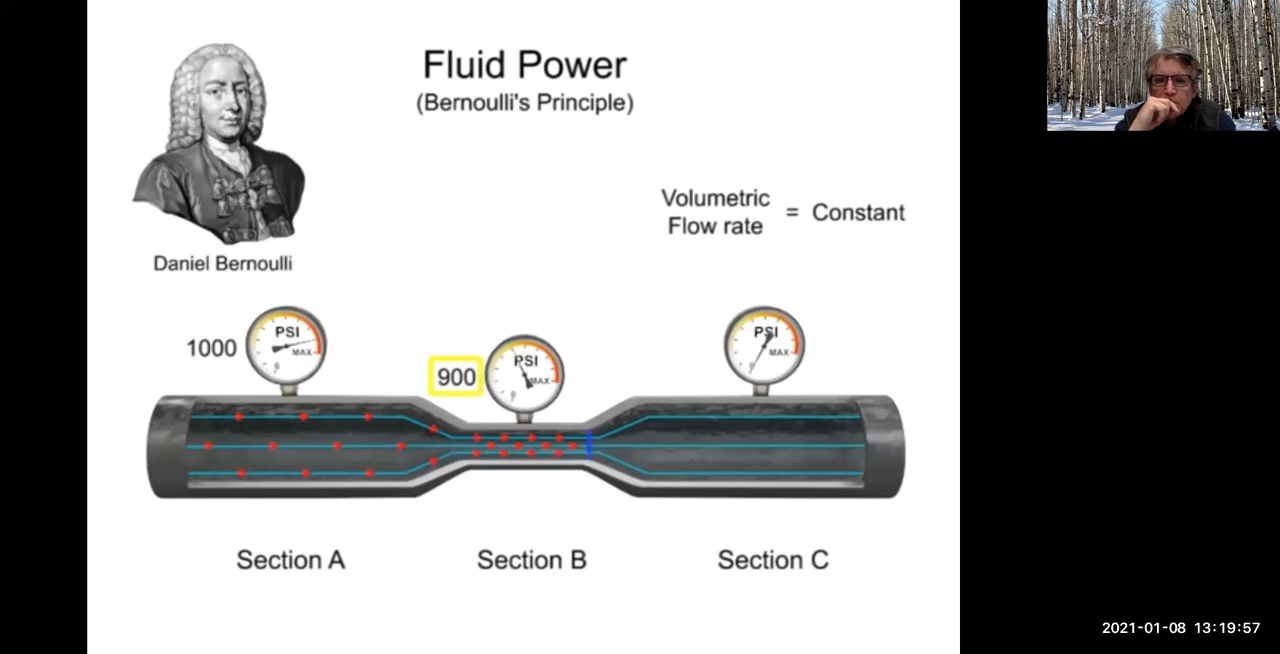 Fluid Power
(Bernoulli's Principle)
Volumetric
Flow rate = Constant
Daniel Bernoulli
1000
PSI
MAX
900
PSI
MAX
PSI
MAX
Section A
Section B
Section C
2021-01-08 13:19:57